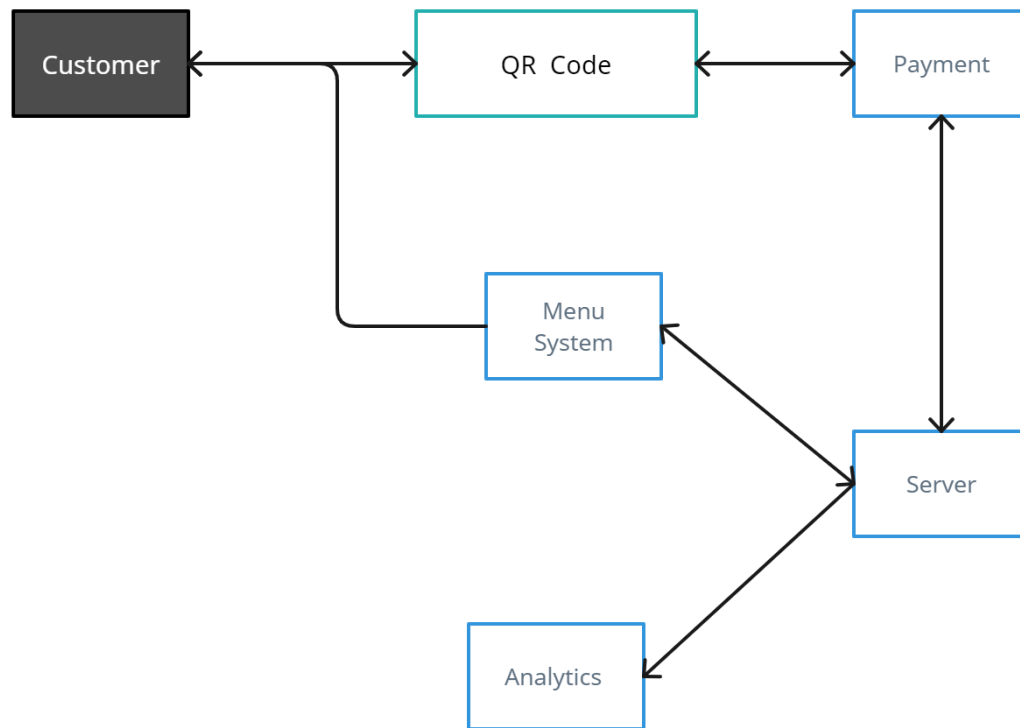 Customer
QR Code
Payment
Menu
System
Server
Analytics